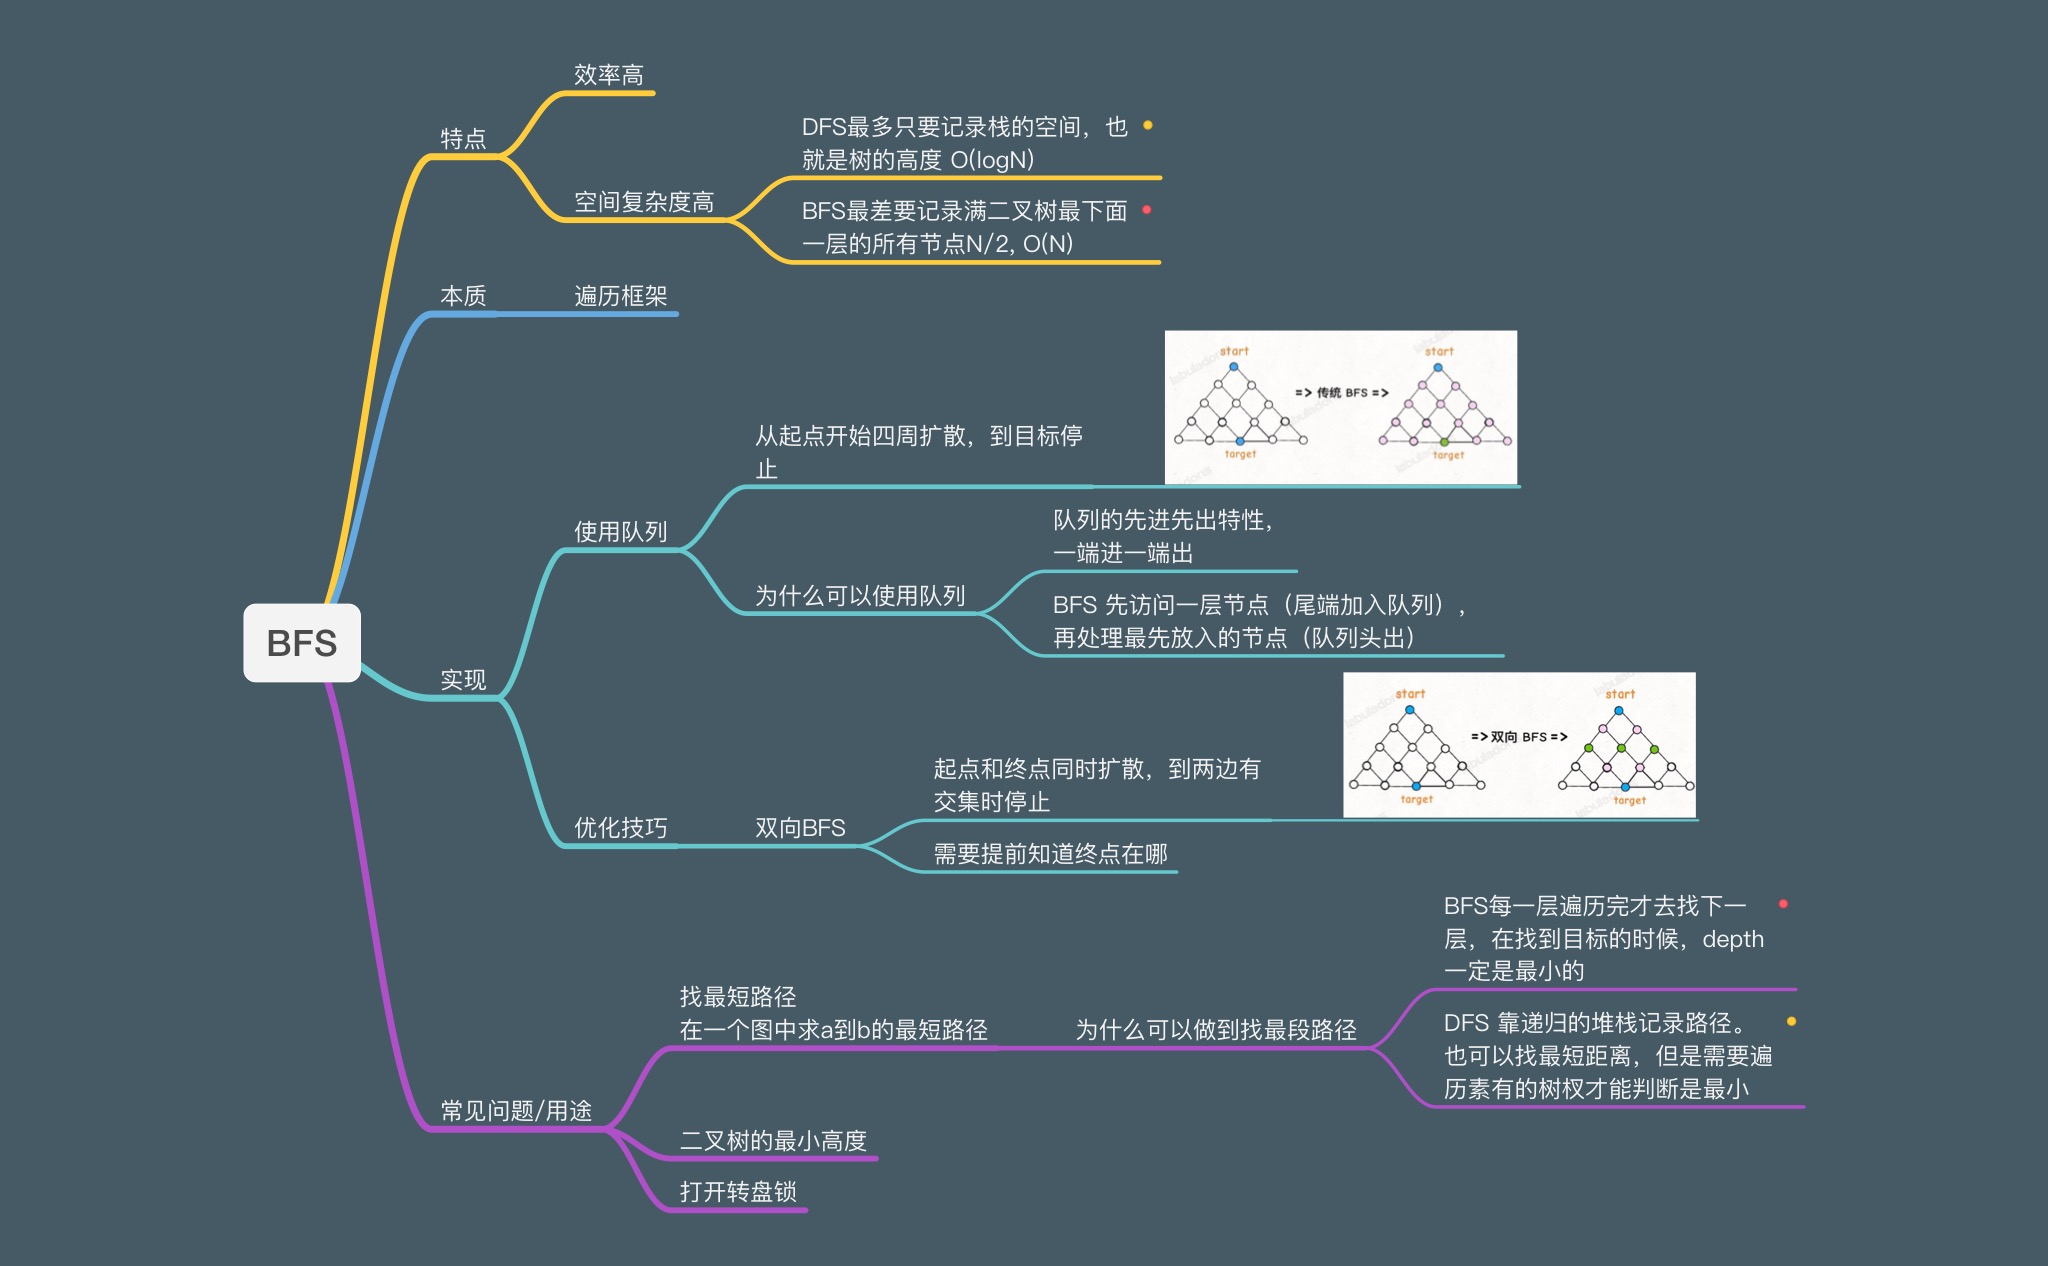 效率高
特点
DFS最多只要记录栈的空间，也
就是树的高度 O(logN)
空间复杂度高
BFS最差要记录满二叉树最下面
一层的所有节点N/2, O(N)
本质
遍历框架
start
start
=> 传统 BFS =>
target
target
从起点开始四周扩散，到目标停
止
使用队列
队列的先进先出特性，
一端进一端出
为什么可以使用队列
BFS 先访问一层节点（尾端加入队列），
再处理最先放入的节点（队列头出）
BFS
实现
start
start
=> 双向 BFS =>
target
target
起点和终点同时扩散，到两边有
交集时停止
优化技巧
双向BFS
需要提前知道终点在哪
BFS每一层遍历完才去找下一
层，在找到目标的时候，depth
一定是最小的
找最短路径
在一个图中求a到b的最短路径
为什么可以做到找最段路径
DFS 靠递归的堆栈记录路径。
也可以找最短距离，但是需要遍
历素有的树杈才能判断是最小
常见问题/用途
二叉树的最小高度
打开转盘锁